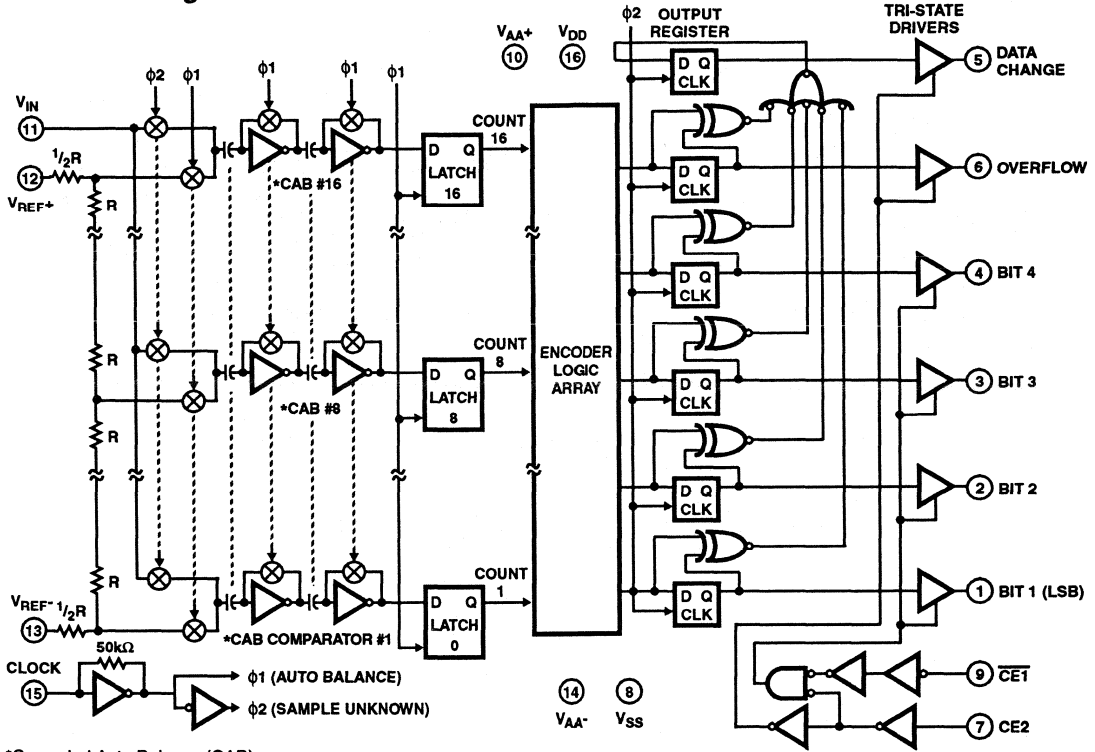 φ2
OUTPUT
REGISTER
TRI-STATE
DRIVERS
VAA+
10
VDD
16
D Q
CLK
5
DATA
CHANGE
φ2
φ1
φ1
φ1
φ1
VIN
11
COUNT
16
D Q
LATCH
16
1/2R
12
VREF+
R
*CAB #16
D Q
CLK
6
OVERFLOW
D Q
CLK
4
BIT 4
R
COUNT
8
D Q
LATCH
8
*CAB #8
R
ENCODER
LOGIC
ARRAY
D Q
CLK
3
BIT 3
D Q
CLK
2
BIT 2
R
COUNT
1
D Q
LATCH
0
VREF-
1/2R
13
*CAB COMPARATOR #1
D Q
CLK
1
BIT 1 (LSB)
50kΩ
CLOCK
15
φ1 (AUTO BALANCE)
φ2 (SAMPLE UNKNOWN)
14
VAA-
8
VSS
9
CE1
7
CE2